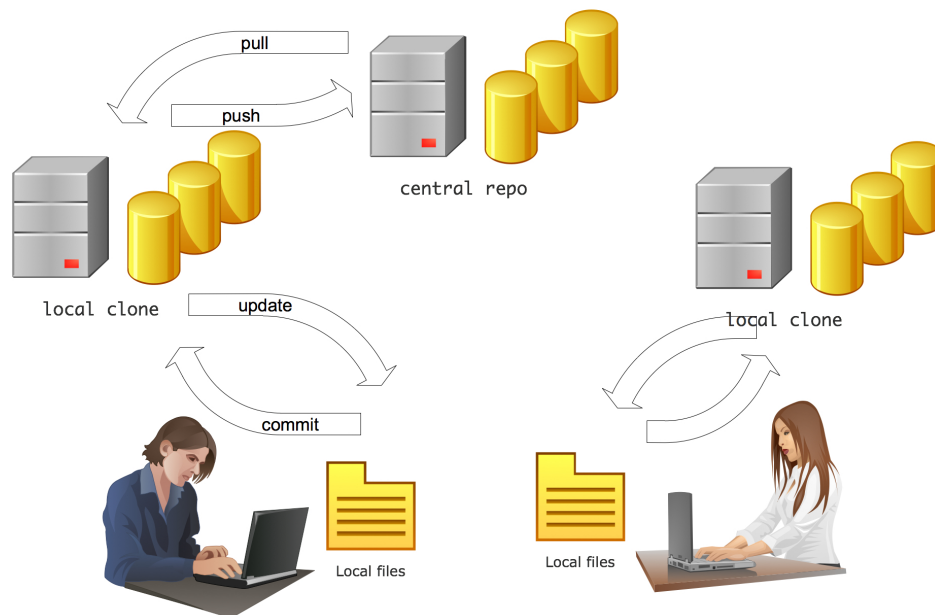 pull
push
central repo
local clone
local clone
update
commit
Local files
Local files